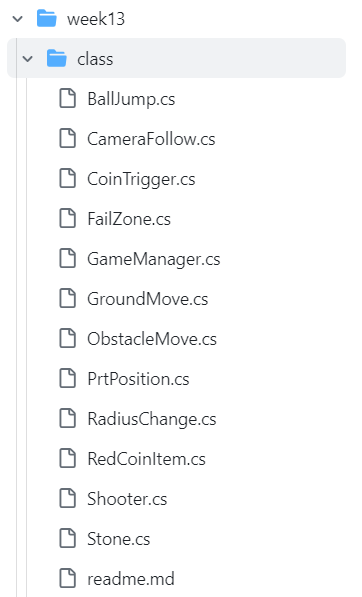 week13
class
BallJump.cs
CameraFollow.cs
CoinTrigger.cs
FailZone.cs
GameManager.cs
GroundMove.cs
ObstacleMove.cs
PrtPosition.cs
RadiusChange.cs
RedCoinItem.cs
Shooter.cs
Stone.cs
readme.md